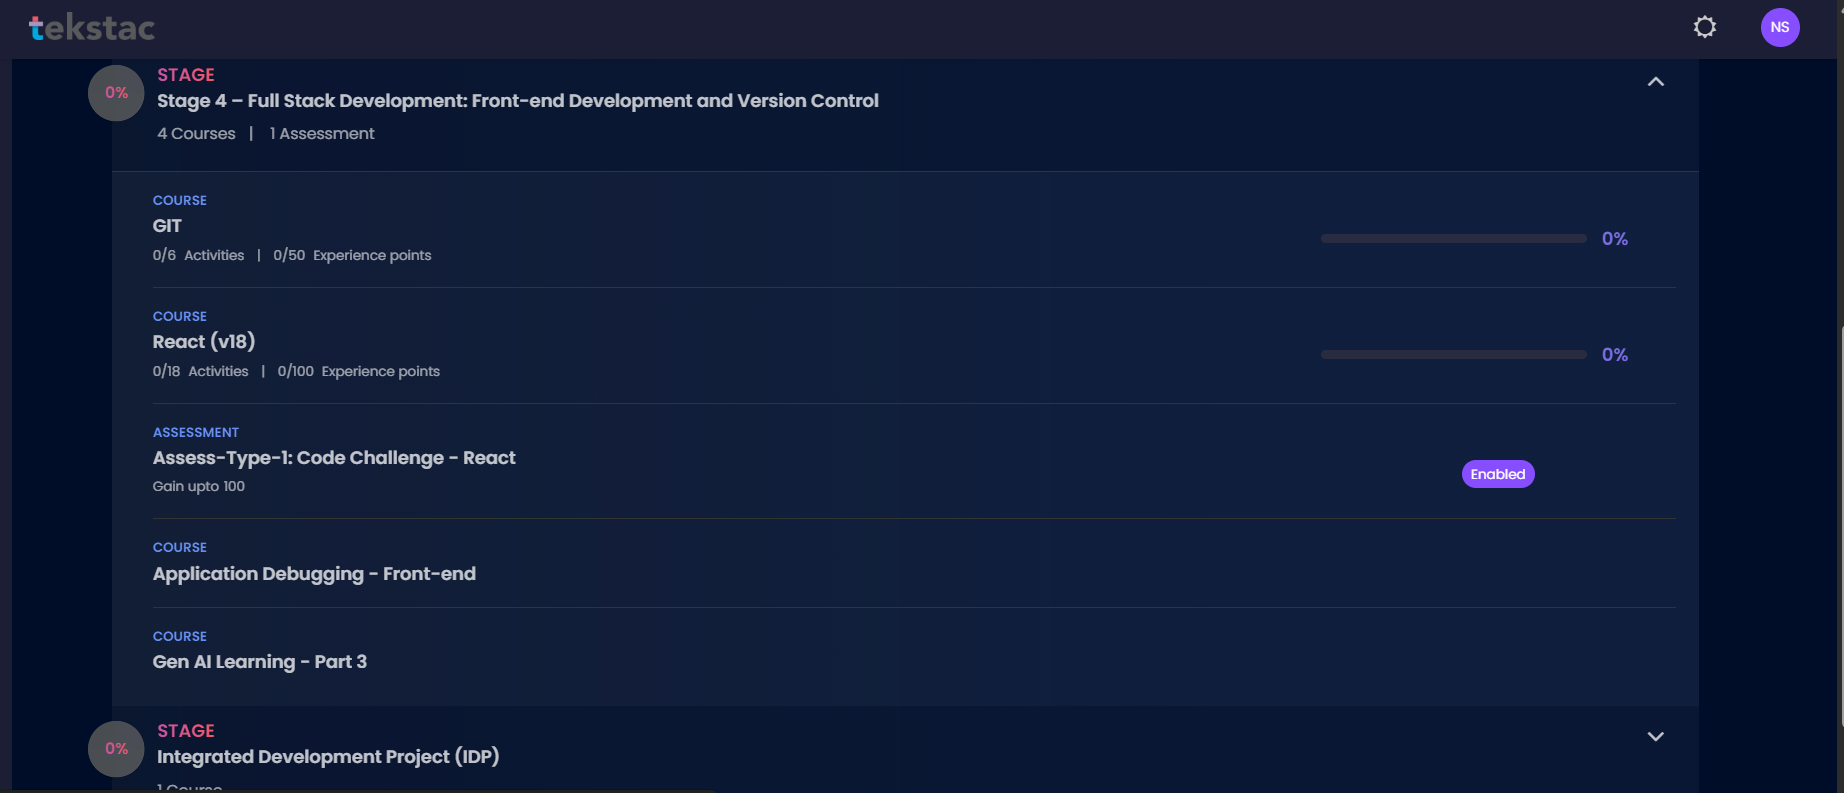 tekstac
NS
0%
STAGE
Stage 4 – Full Stack Development: Front-end Development and Version Control
4 Courses | 1 Assessment
COURSE
GIT
0/6 Activities | 0/50 Experience points
0%
COURSE
React (v18)
0/18 Activities | 0/100 Experience points
0%
ASSESSMENT
Assess-Type-1: Code Challenge - React
Gain upto 100
Enabled
COURSE
Application Debugging - Front-end
COURSE
Gen AI Learning - Part 3
0%
STAGE
Integrated Development Project (IDP)
1 Course